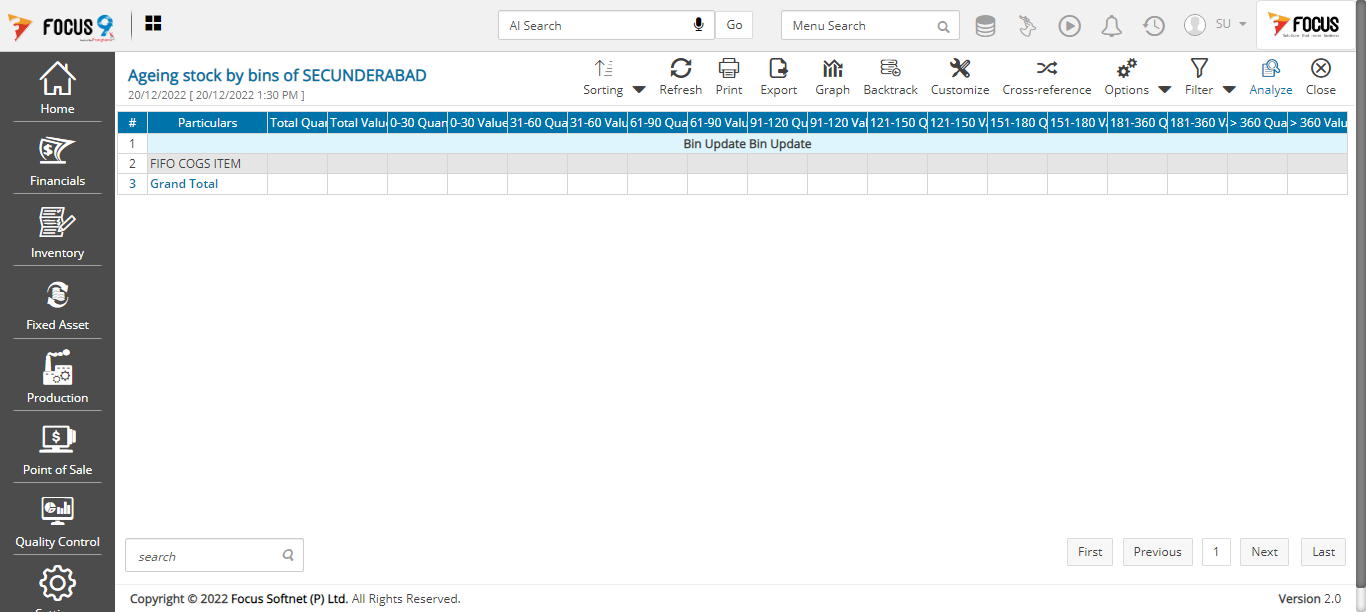 FOCUS 9
AI Search
Go
Menu Search
SU
FOCUS
Home
Financials
Inventory
Fixed Asset
Production
Point of Sale
Quality Control
Ageing stock by bins of SECUNDERABAD
20/12/2022 [ 20/12/2022 1:30 PM ]
Sorting Refresh Print Export Graph Backtrack Customize Cross-reference Options Filter Analyze Close
# Particulars Total Quan Total Value 0-30 Quan 0-30 Value 31-60 Qua 31-60 Valu 61-90 Qua 61-90 Valu 91-120 Qu 91-120 Val 121-150 Q 121-150 Va 151-180 Q 151-180 Va 181-360 Q 181-360 Va > 360 Qua > 360 Valu
1 Bin Update Bin Update
2 FIFO COGS ITEM
3 Grand Total
search
First Previous 1 Next Last
Copyright © 2022 Focus Softnet (P) Ltd. All Rights Reserved.
Version 2.0